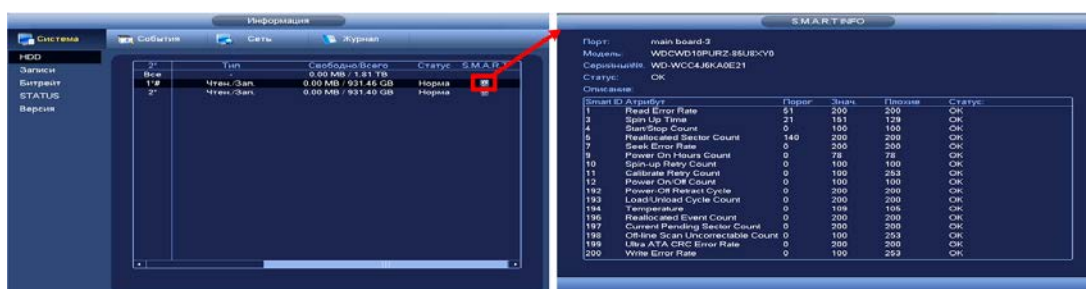 Информация
Система События Сеть Журнал
HDD
Записи
Битрейт
STATUS
Версия
2* Тип Свободно/Всего Статус S.M.A.R.T
Все - 0.00 MB / 1.81 TB
1*# Чтен./Зап. 0.00 MB / 931.46 GB Норма
2* Чтен./Зап. 0.00 MB / 931.40 GB Норма
S.M.A.R.T INFO
Порт: main board-3
Модель: WDCWD10PURZ-85U8XY0
Серийный№. WD-WCC4J6KA0E21
Статус: OK
Описание:
Smart ID Атрибут Порог Знач. Плохие Статус:
1 Read Error Rate 51 200 200 OK
3 Spin Up Time 21 151 129 OK
4 Start/Stop Count 0 100 100 OK
5 Reallocated Sector Count 140 200 200 OK
7 Seek Error Rate 0 200 200 OK
9 Power On Hours Count 0 78 78 OK
10 Spin-up Retry Count 0 100 100 OK
11 Calibrate Retry Count 0 100 253 OK
12 Power On/Off Count 0 100 100 OK
192 Power-Off Retract Cycle 0 200 200 OK
193 Load/Unload Cycle Count 0 200 200 OK
194 Temperature 0 109 105 OK
196 Reallocated Event Count 0 200 200 OK
197 Current Pending Sector Count 0 200 200 OK
198 Off-line Scan Uncorrectable Count 0 100 253 OK
199 Ultra ATA CRC Error Rate 0 200 200 OK
200 Write Error Rate 0 100 253 OK